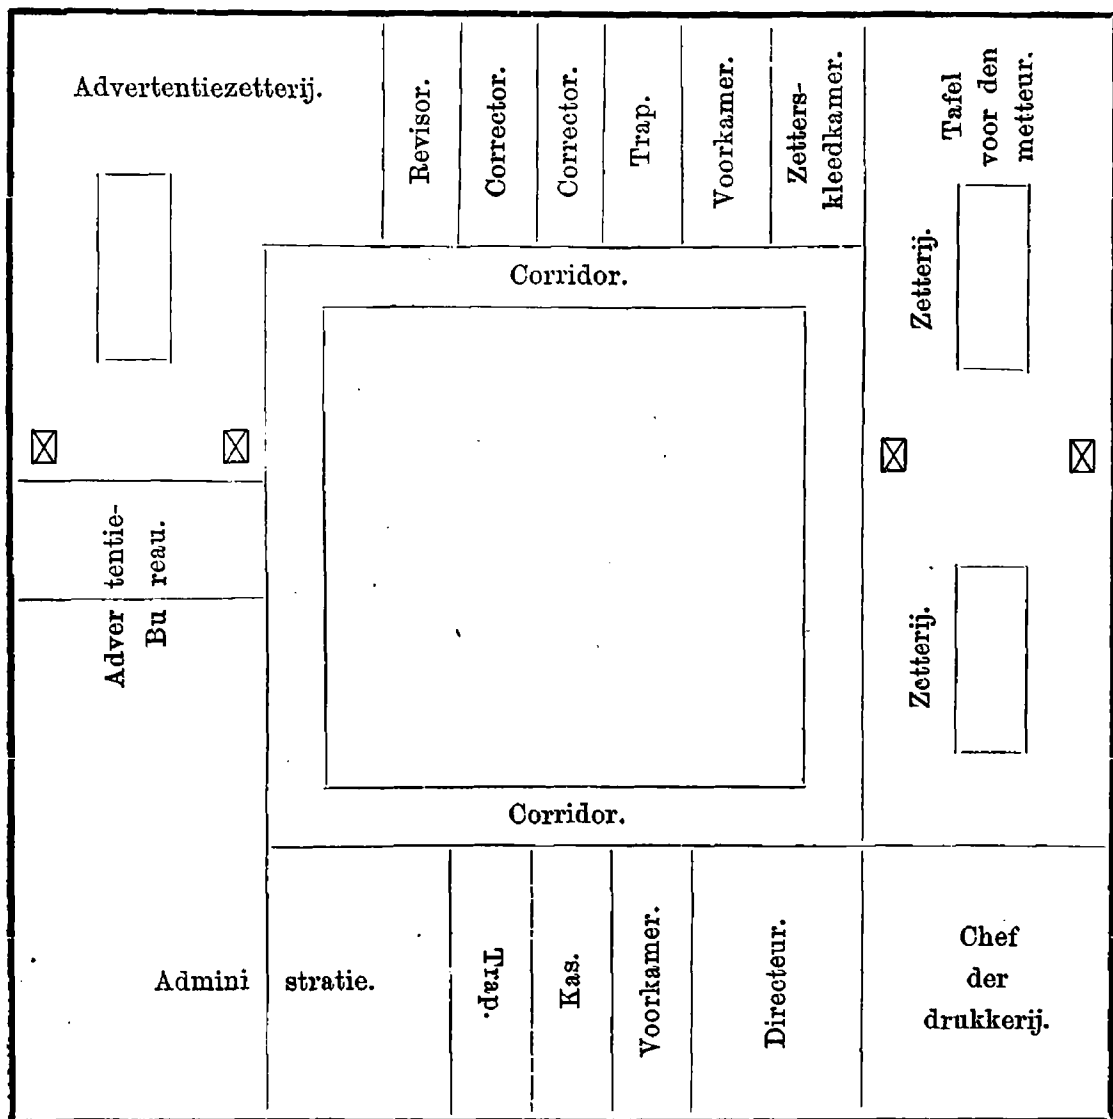 Advertentiezetterij.
Revisor.
Corrector.
Corrector.
Trap.
Voorkamer.
Zetters-
kleedkamer.
Tafel
voor den
metteur.
Corridor.
Zetterij.
Adver tentie-
Bu reau.
Zetterij.
Corridor.
Admini stratie.
Trap.
Kas.
Voorkamer.
Directeur.
Chef
der
drukkerij.